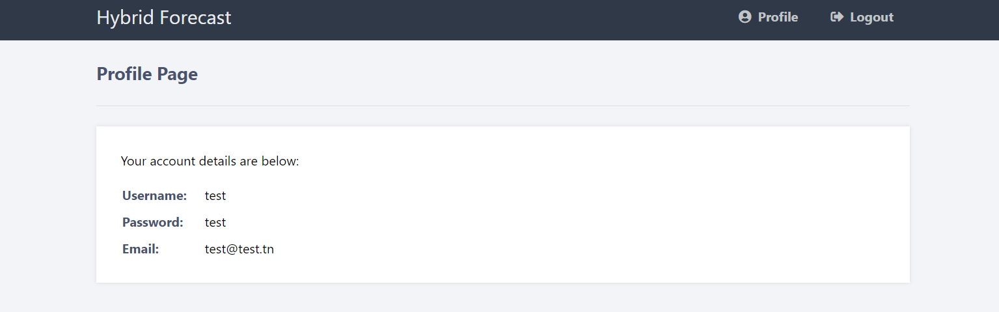 Hybrid Forecast
Profile
Logout
Profile Page
Your account details are below:
Username: test
Password: test
Email: test@test.tn